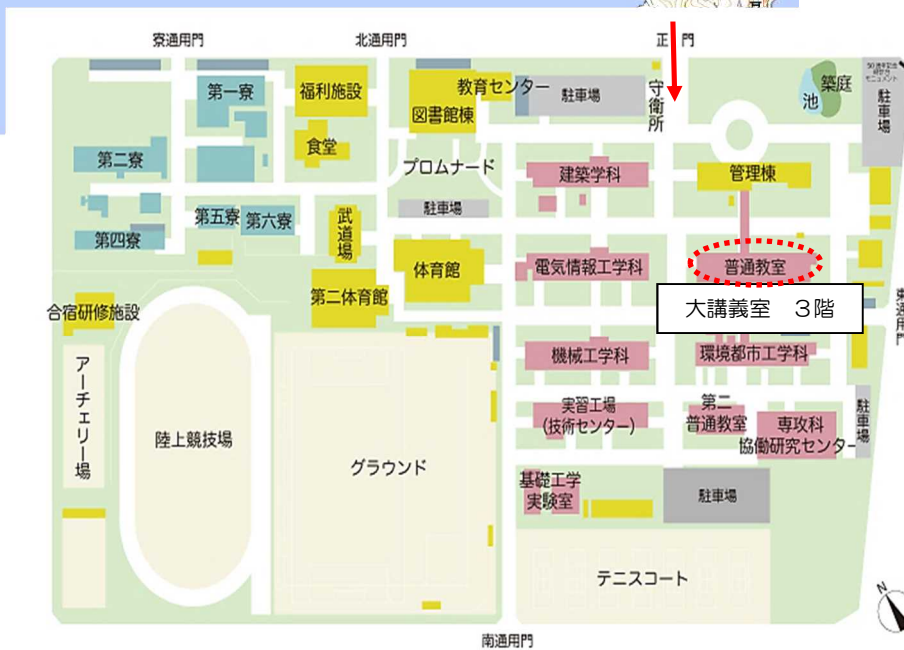 寮通用門
北通用門
正 門
第一寮
福利施設
教育センター
図書館棟
駐車場
守衛所
池
築庭
駐車場
食堂
第二寮
プロムナード
建築学科
管理棟
駐車場
第五寮
第六寮
武道場
第四寮
体育館
電気情報工学科
普通教室
第二体育館
大講義室 3階
東通用門
合宿研修施設
機械工学科
環境都市工学科
アーチェリー場
陸上競技場
グラウンド
実習工場
(技術センター)
第二
普通教室
専攻科
協働研究センター
駐車場
基礎工学
実験室
駐車場
テニスコート
N
南通用門